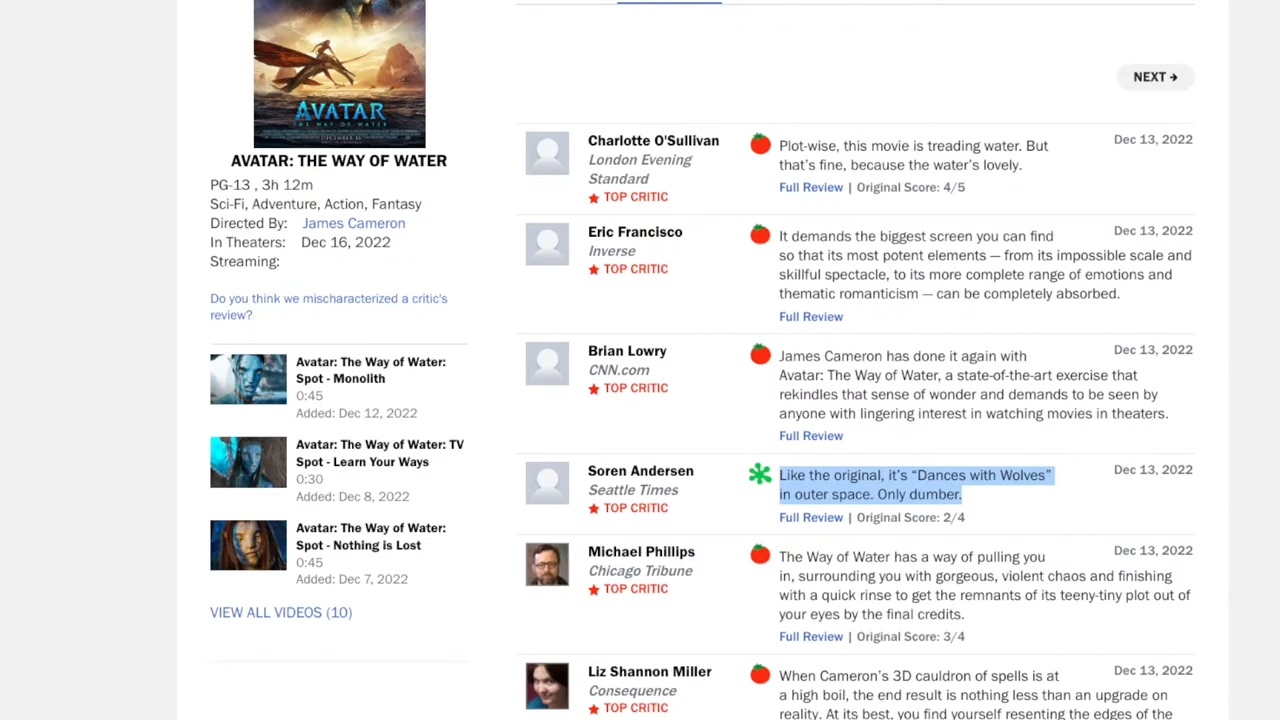 AVATAR
THE WAY OF WATER
DECEMBER 16
AVATAR: THE WAY OF WATER
PG-13 , 3h 12m
Sci-Fi, Adventure, Action, Fantasy
Directed By: James Cameron
In Theaters: Dec 16, 2022
Streaming:
Do you think we mischaracterized a critic's
review?
Avatar: The Way of Water:
Spot - Monolith
0:45
Added: Dec 12, 2022
Avatar: The Way of Water: TV
Spot - Learn Your Ways
0:30
Added: Dec 8, 2022
Avatar: The Way of Water:
Spot - Nothing is Lost
0:45
Added: Dec 7, 2022
VIEW ALL VIDEOS (10)
NEXT →
Charlotte O'Sullivan
London Evening
Standard
TOP CRITIC
Plot-wise, this movie is treading water. But
that’s fine, because the water’s lovely.
Full Review | Original Score: 4/5
Dec 13, 2022
Eric Francisco
Inverse
TOP CRITIC
It demands the biggest screen you can find
so that its most potent elements — from its impossible scale and
skillful spectacle, to its more complete range of emotions and
thematic romanticism — can be completely absorbed.
Full Review
Dec 13, 2022
Brian Lowry
CNN.com
TOP CRITIC
James Cameron has done it again with
Avatar: The Way of Water, a state-of-the-art exercise that
rekindles that sense of wonder and demands to be seen by
anyone with lingering interest in watching movies in theaters.
Full Review
Dec 13, 2022
Soren Andersen
Seattle Times
TOP CRITIC
Like the original, it’s “Dances with Wolves”
in outer space. Only dumber.
Full Review | Original Score: 2/4
Dec 13, 2022
Michael Phillips
Chicago Tribune
TOP CRITIC
The Way of Water has a way of pulling you
in, surrounding you with gorgeous, violent chaos and finishing
with a quick rinse to get the remnants of its teeny-tiny plot out of
your eyes by the final credits.
Full Review | Original Score: 3/4
Dec 13, 2022
Liz Shannon Miller
Consequence
TOP CRITIC
When Cameron’s 3D cauldron of spells is at
a high boil, the end result is nothing less than an upgrade on
reality. At its best, you find yourself resenting the edges of the
Dec 13, 2022